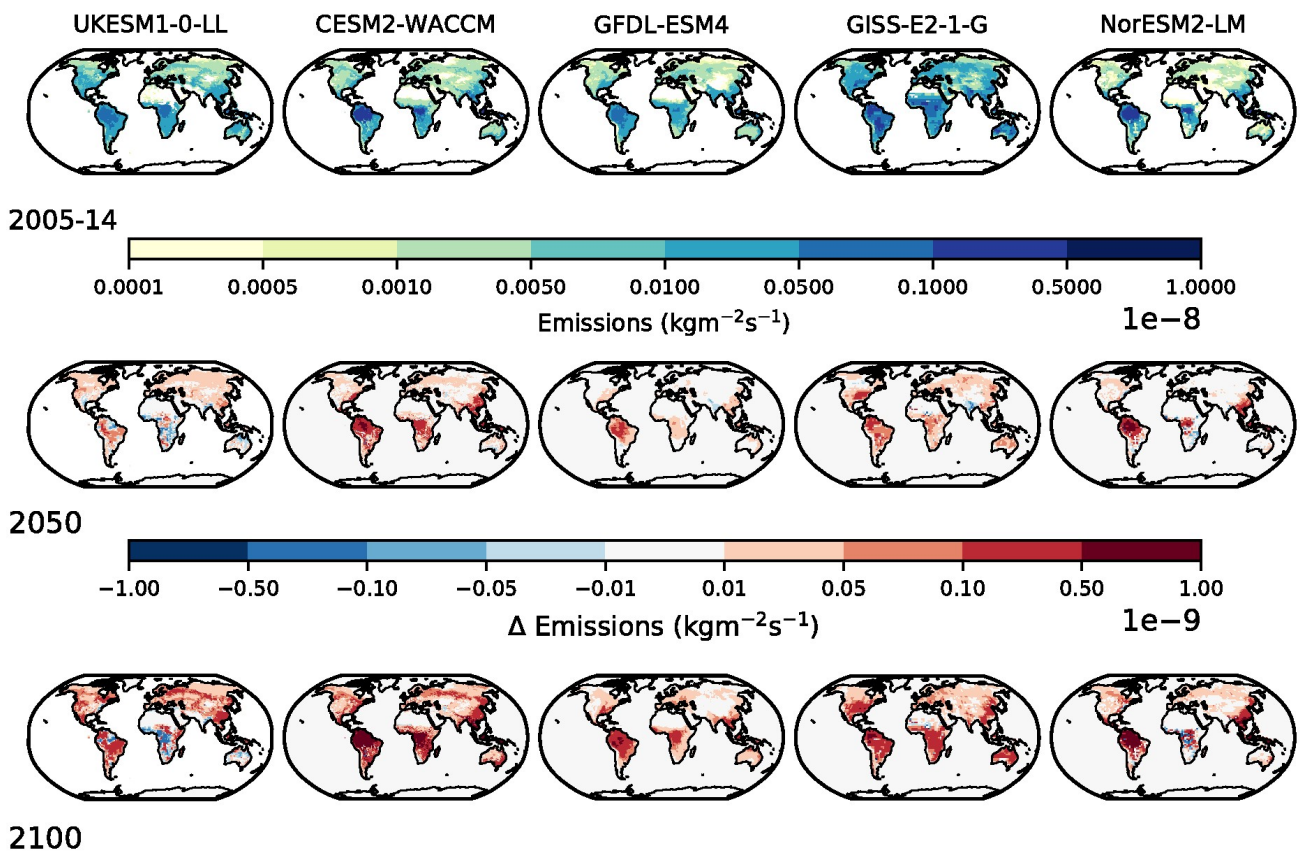 UKESM1-0-LL CESM2-WACCM GFDL-ESM4 GISS-E2-1-G NorESM2-LM
2005-14
0.0001 0.0005 0.0010 0.0050 0.0100 0.0500 0.1000 0.5000 1.0000
Emissions (kgm⁻²s⁻¹) 1e−8
2050
−1.00 −0.50 −0.10 −0.05 −0.01 0.01 0.05 0.10 0.50 1.00
Δ Emissions (kgm⁻²s⁻¹) 1e−9
2100